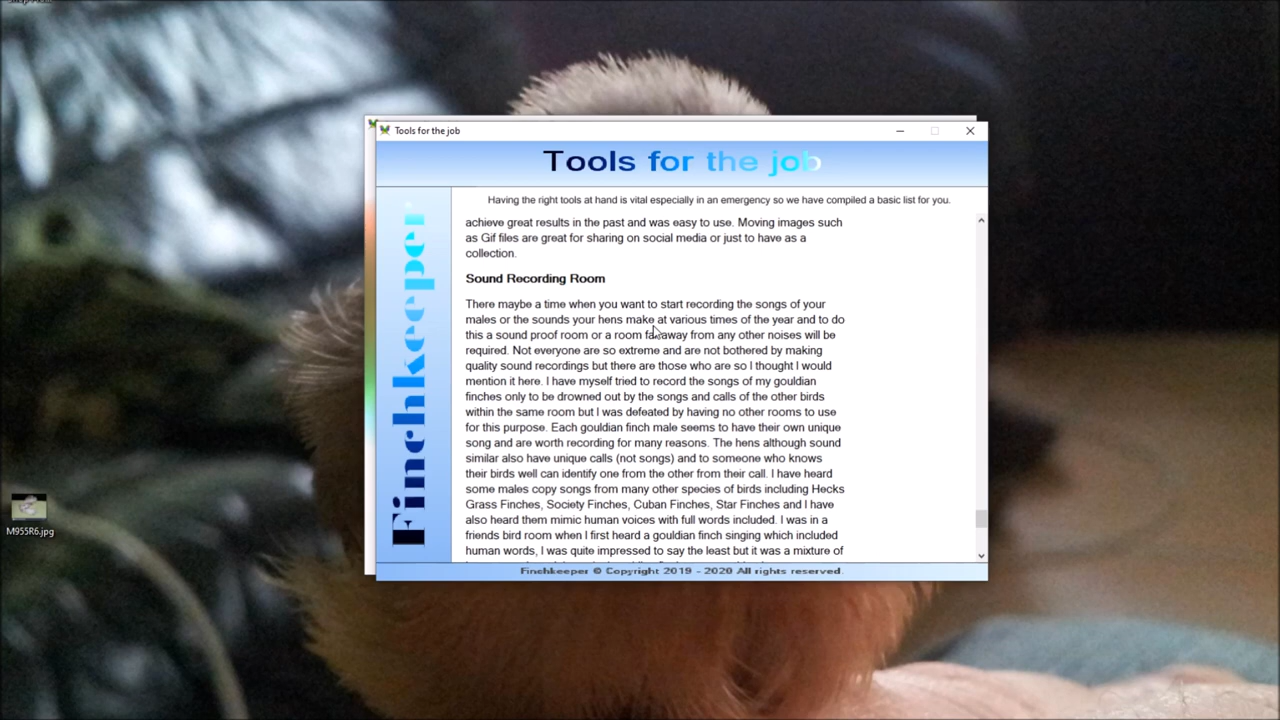 Tools for the job
Tools for the job
Having the right tools at hand is vital especially in an emergency so we have compiled a basic list for you.
Finchkeeper
achieve great results in the past and was easy to use. Moving images such
as Gif files are great for sharing on social media or just to have as a
collection.
Sound Recording Room
There maybe a time when you want to start recording the songs of your
males or the sounds your hens make at various times of the year and to do
this a sound proof room or a room far away from any other noises will be
required. Not everyone are so extreme and are not bothered by making
quality sound recordings but there are those who are so I thought I would
mention it here. I have myself tried to record the songs of my gouldian
finches only to be drowned out by the songs and calls of the other birds
within the same room but I was defeated by having no other rooms to use
for this purpose. Each gouldian finch male seems to have their own unique
song and are worth recording for many reasons. The hens although sound
similar also have unique calls (not songs) and to someone who knows
their birds well can identify one from the other from their call. I have heard
some males copy songs from many other species of birds including Hecks
Grass Finches, Society Finches, Cuban Finches, Star Finches and I have
also heard them mimic human voices with full words included. I was in a
friends bird room when I first heard a gouldian finch singing which included
human words, I was quite impressed to say the least but it was a mixture of
Finchkeeper © Copyright 2019 - 2020 All rights reserved.
M955R6.jpg